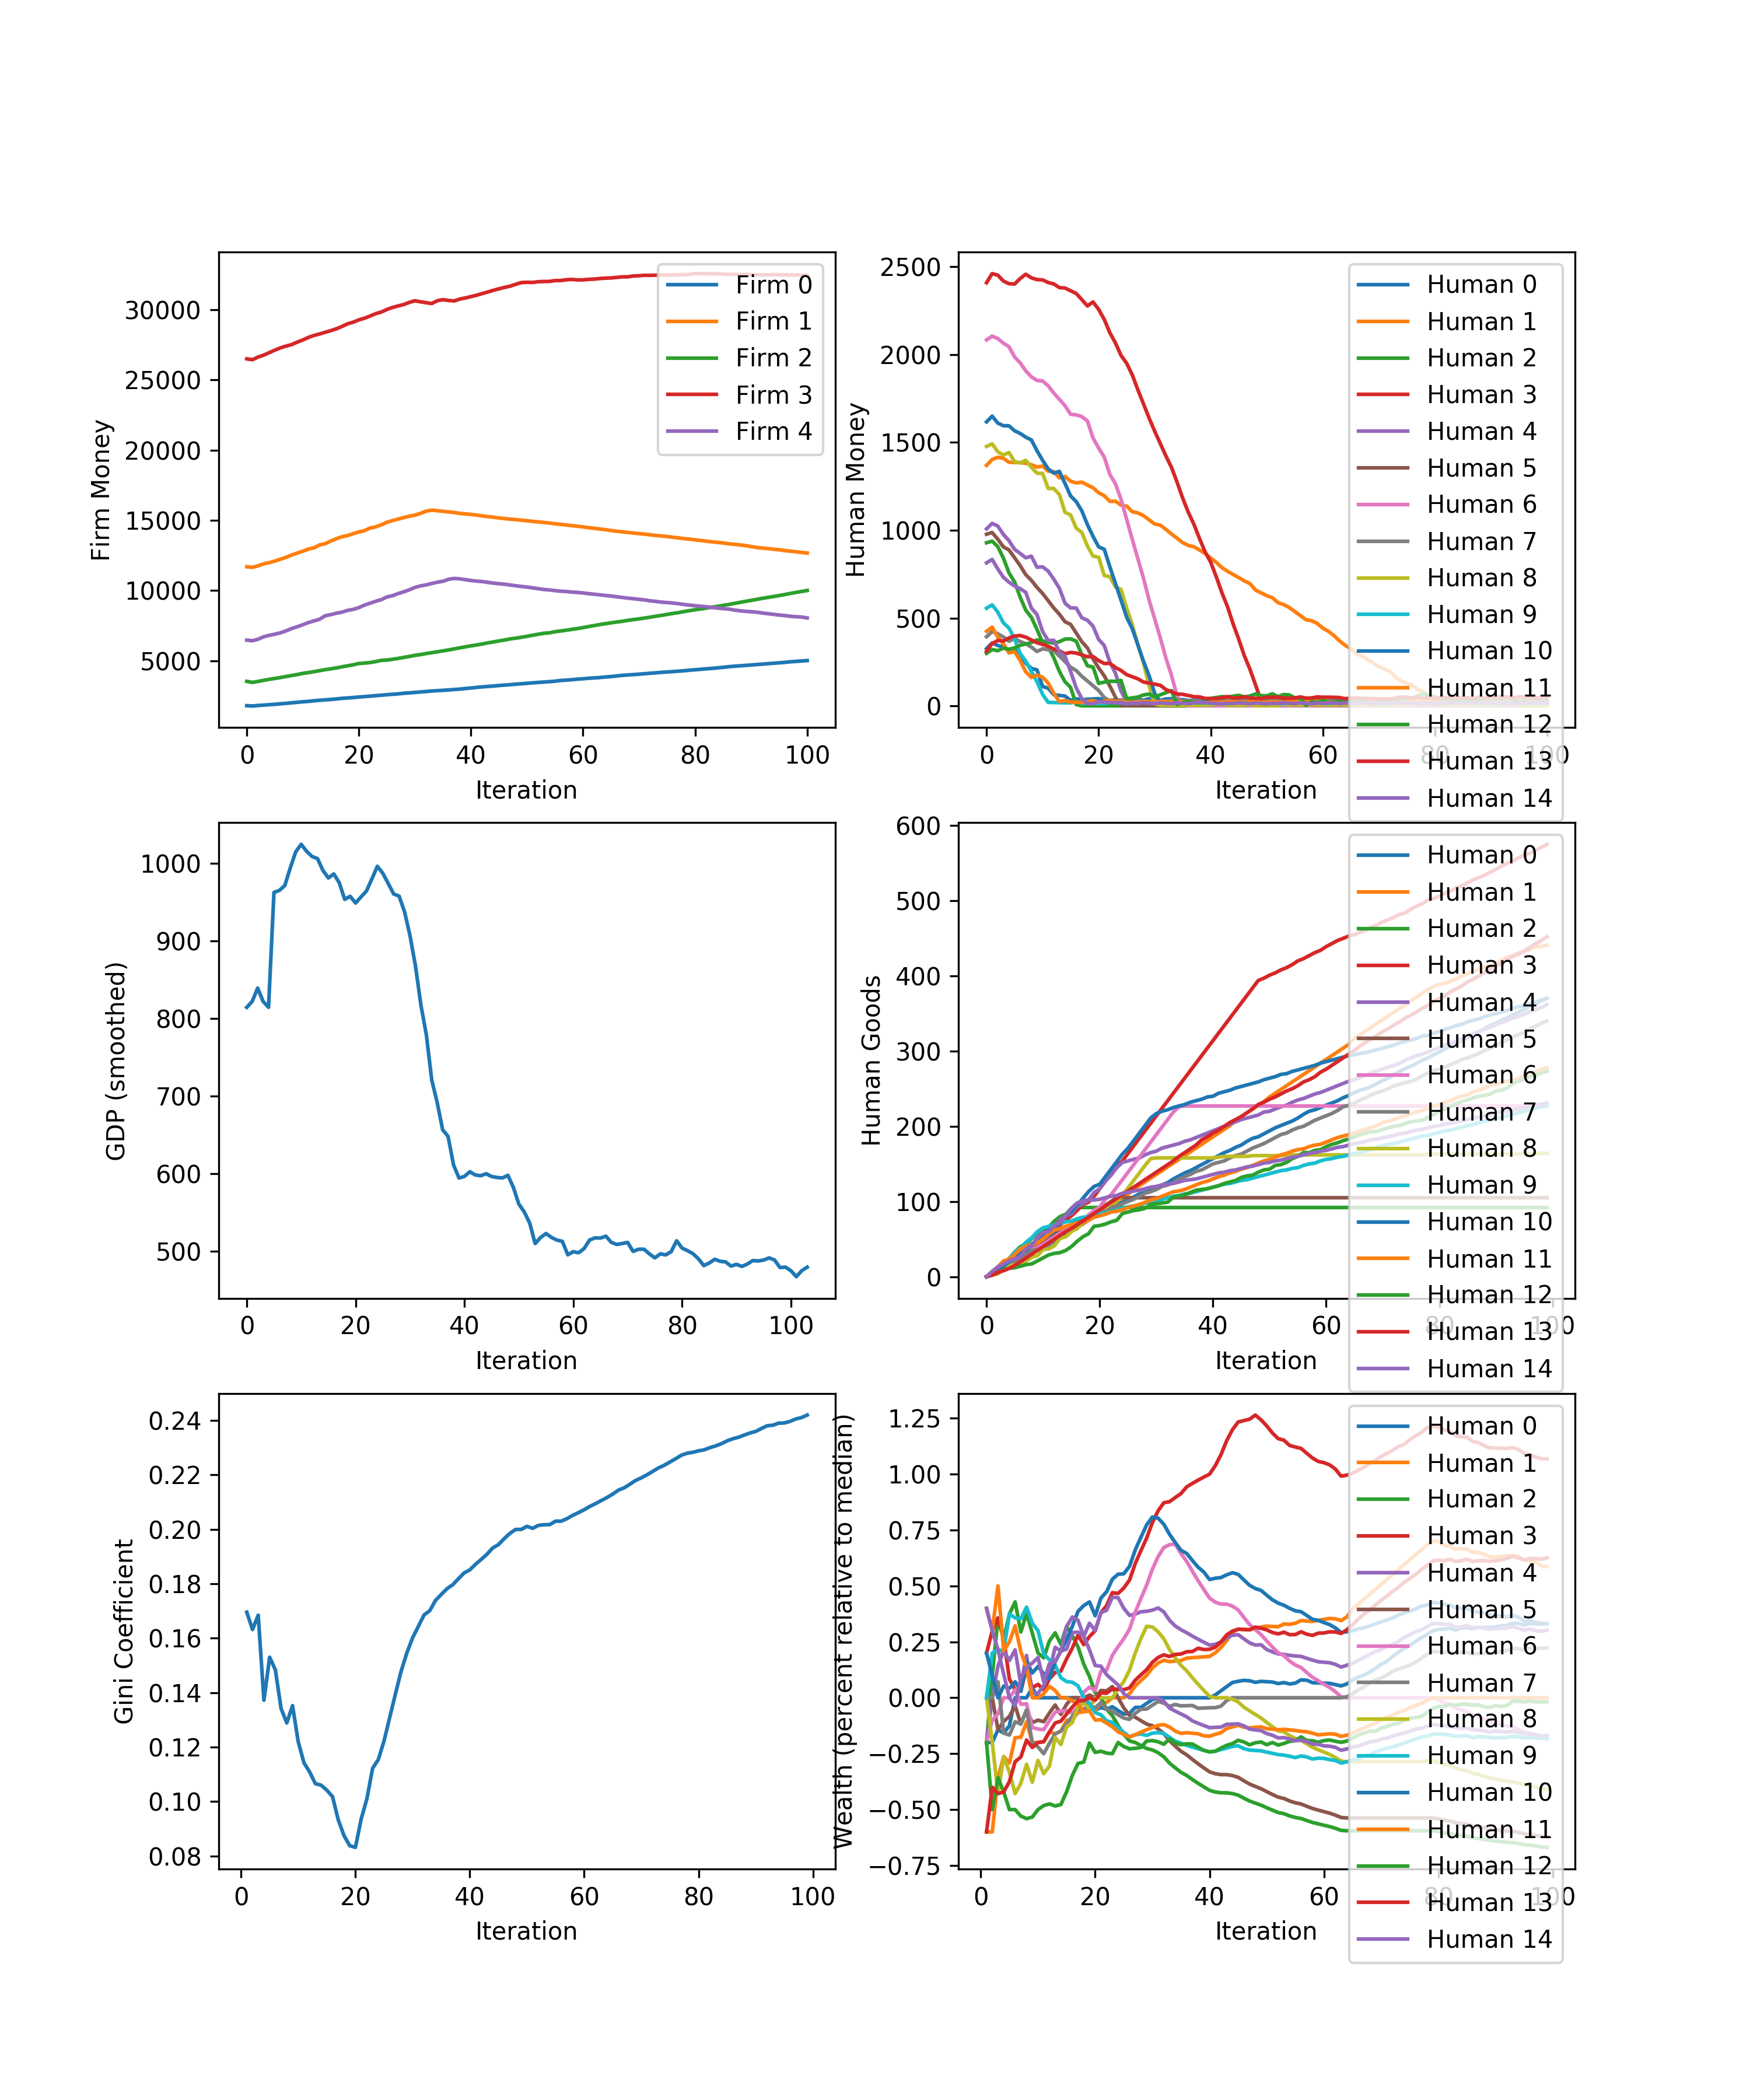 30000
25000
20000
15000
10000
5000
Firm Money
0 20 40 60 80 100
Iteration
Firm 0
Firm 1
Firm 2
Firm 3
Firm 4
2500
2000
1500
1000
500
0
Human Money
0 20 40 60 80 100
Iteration
Human 0
Human 1
Human 2
Human 3
Human 4
Human 5
Human 6
Human 7
Human 8
Human 9
Human 10
Human 11
Human 12
Human 13
Human 14
1000
900
800
700
600
500
GDP (smoothed)
0 20 40 60 80 100
Iteration
600
500
400
300
200
100
0
Human Goods
0 20 40 60 80 100
Iteration
Human 0
Human 1
Human 2
Human 3
Human 4
Human 5
Human 6
Human 7
Human 8
Human 9
Human 10
Human 11
Human 12
Human 13
Human 14
0.24
0.22
0.20
0.18
0.16
0.14
0.12
0.10
0.08
Gini Coefficient
0 20 40 60 80 100
Iteration
1.25
1.00
0.75
0.50
0.25
0.00
−0.25
−0.50
−0.75
Wealth (percent relative to median)
0 20 40 60 80 100
Iteration
Human 0
Human 1
Human 2
Human 3
Human 4
Human 5
Human 6
Human 7
Human 8
Human 9
Human 10
Human 11
Human 12
Human 13
Human 14